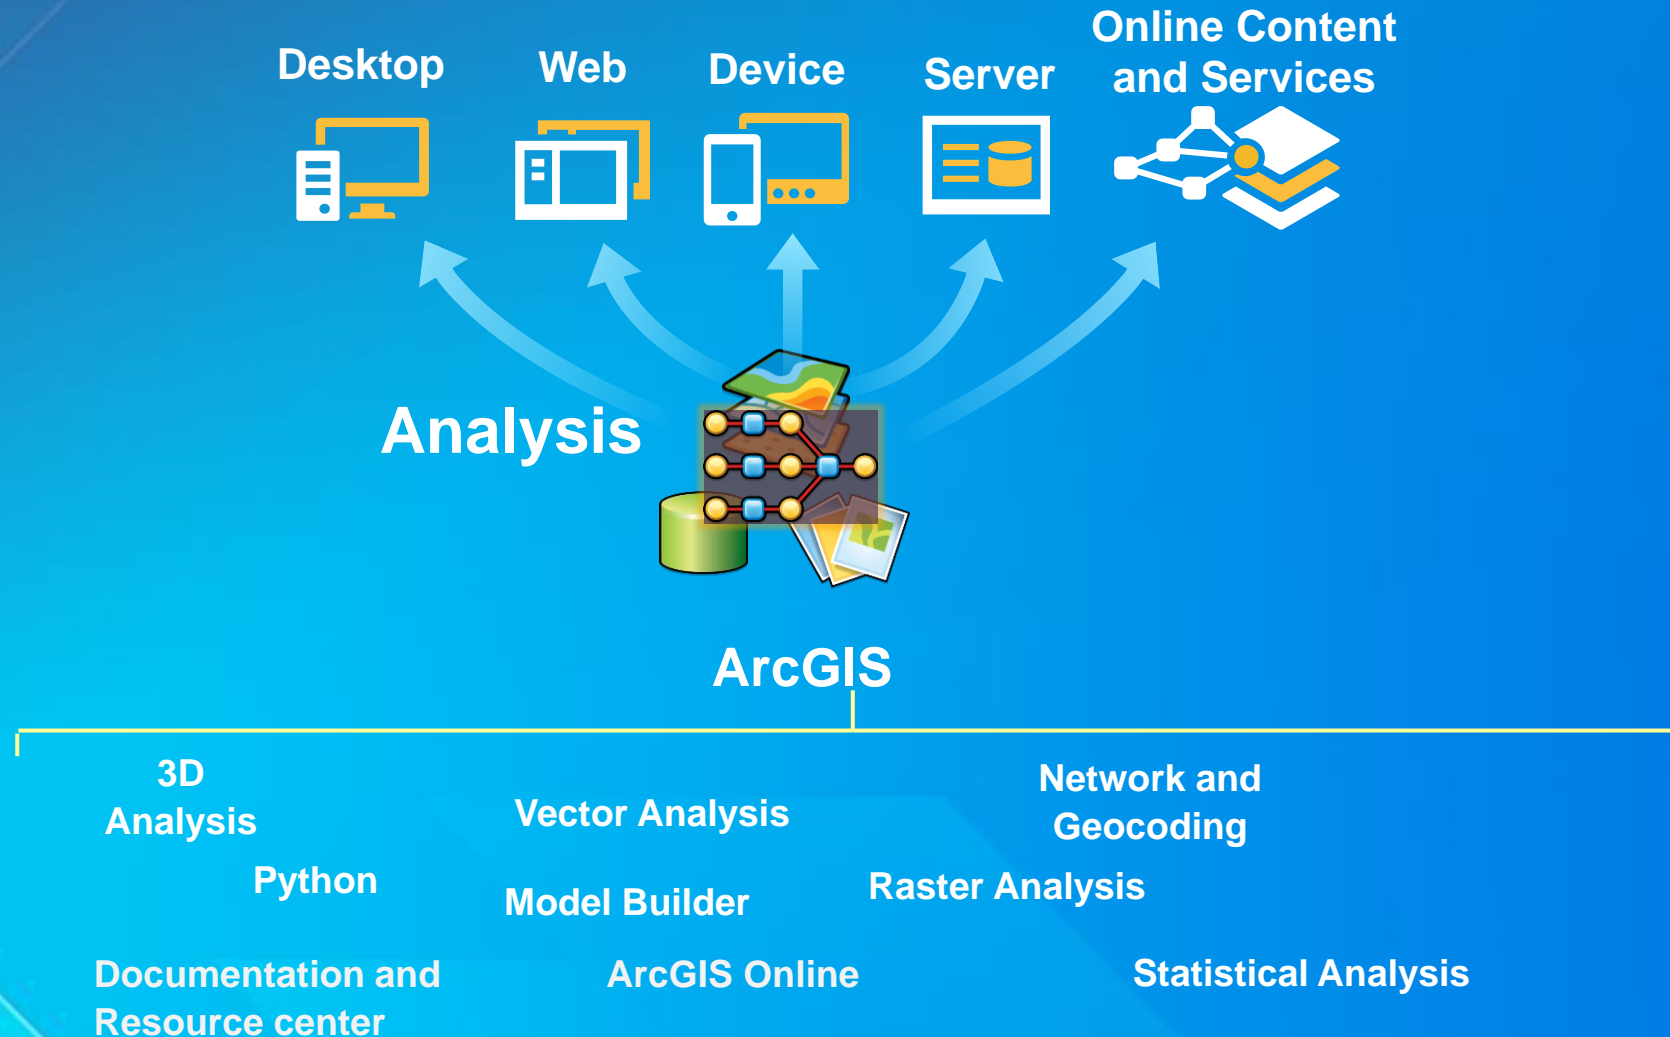 Desktop
Web
Device
Server
Online Content
and Services
Analysis
ArcGIS
3D
Analysis
Vector Analysis
Network and
Geocoding
Python
Model Builder
Raster Analysis
Documentation and
Resource center
ArcGIS Online
Statistical Analysis